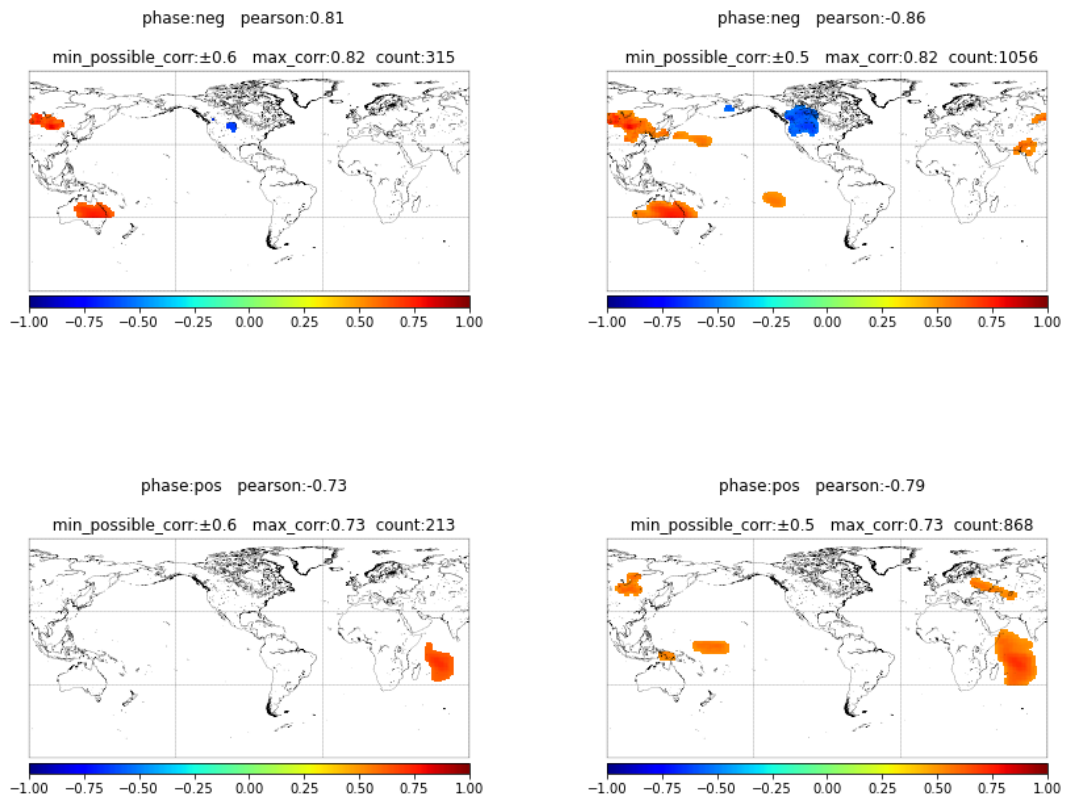 phase:neg pearson:0.81
min_possible_corr:±0.6 max_corr:0.82 count:315
−1.00 −0.75 −0.50 −0.25 0.00 0.25 0.50 0.75 1.00
phase:neg pearson:-0.86
min_possible_corr:±0.5 max_corr:0.82 count:1056
−1.00 −0.75 −0.50 −0.25 0.00 0.25 0.50 0.75 1.00
phase:pos pearson:-0.73
min_possible_corr:±0.6 max_corr:0.73 count:213
−1.00 −0.75 −0.50 −0.25 0.00 0.25 0.50 0.75 1.00
phase:pos pearson:-0.79
min_possible_corr:±0.5 max_corr:0.73 count:868
−1.00 −0.75 −0.50 −0.25 0.00 0.25 0.50 0.75 1.00